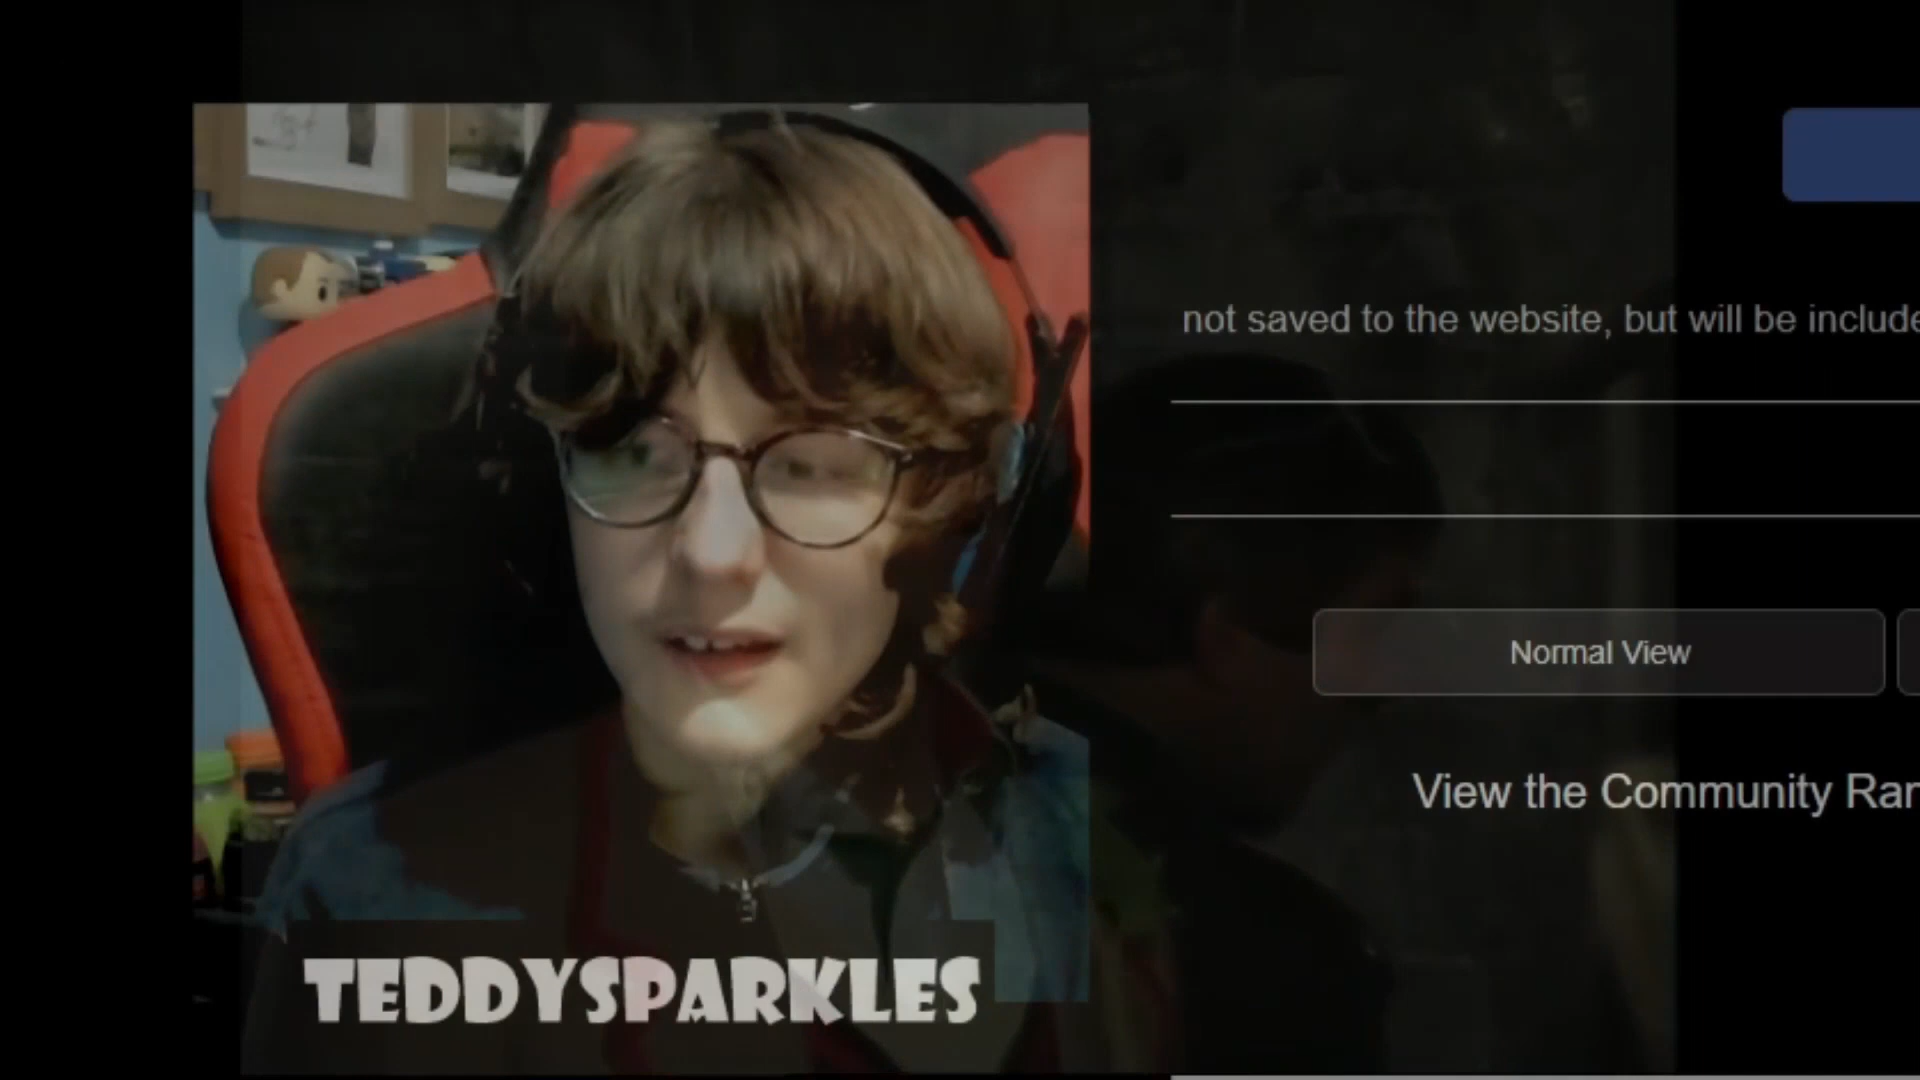 not saved to the website, but will be include
Normal View
View the Community Ran
TEDDYSPARKLES